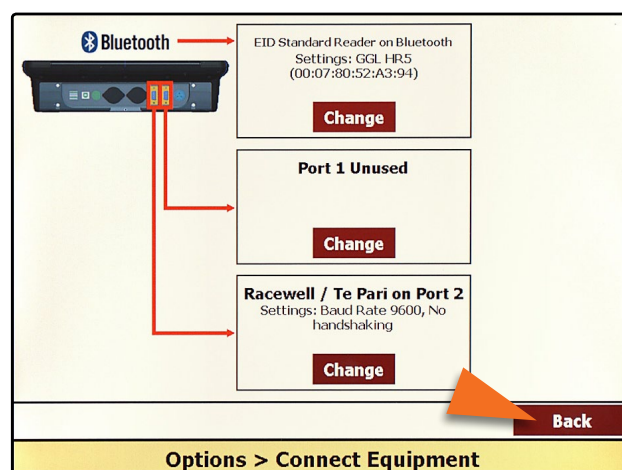 Bluetooth
EID Standard Reader on Bluetooth
Settings: GGL HR5
(00:07:80:52:A3:94)
Change
Port 1 Unused
Change
Racewell / Te Pari on Port 2
Settings: Baud Rate 9600, No
handshaking
Change
Back
Options > Connect Equipment